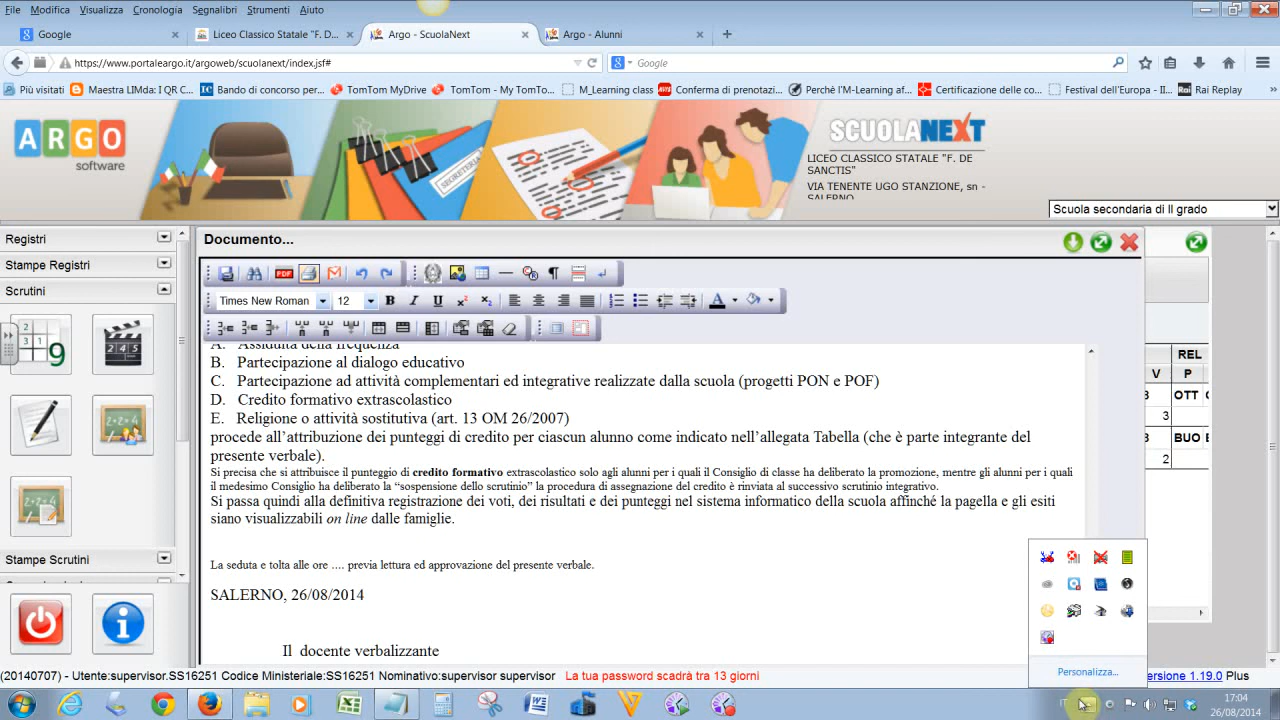 File Modifica Visualizza Cronologia Segnalibri Strumenti Aiuto
Google
Liceo Classico Statale "F. D...
Argo - ScuolaNext
Argo - Alunni
https://www.portaleargo.it/argoweb/scuolanext/index.jsf#
Google
Più visitati
Maestra LIMda: I QR C...
Bando di concorso per...
TomTom MyDrive
TomTom - My TomTo...
M_Learning class
Conferma di prenotazi...
Perché l'M-Learning af...
Certificazione delle co...
Festival dell'Europa - II...
Rai Replay
ARGO
software
SEGRETERIA
SCUOLANEXT
LICEO CLASSICO STATALE "F. DE
SANCTIS"
VIA TENENTE UGO STANZIONE, sn -
SALERNO
Scuola secondaria di II grado
Registri
Stampe Registri
Scrutini
Stampe Scrutini
Documento...
Times New Roman 12
A. Assiduità della frequenza
B. Partecipazione al dialogo educativo
C. Partecipazione ad attività complementari ed integrative realizzate dalla scuola (progetti PON e POF)
D. Credito formativo extrascolastico
E. Religione o attività sostitutiva (art. 13 OM 26/2007)
procede all'attribuzione dei punteggi di credito per ciascun alunno come indicato nell'allegata Tabella (che è parte integrante del
presente verbale).
Si precisa che si attribuisce il punteggio di credito formativo extrascolastico solo agli alunni per i quali il Consiglio di classe ha deliberato la promozione, mentre gli alunni per i quali
il medesimo Consiglio ha deliberato la "sospensione dello scrutinio" la procedura di assegnazione del credito è rinviata al successivo scrutinio integrativo.
Si passa quindi alla definitiva registrazione dei voti, dei risultati e dei punteggi nel sistema informatico della scuola affinché la pagella e gli esiti
siano visualizzabili on line dalle famiglie.
La seduta e tolta alle ore .... previa lettura ed approvazione del presente verbale.
SALERNO, 26/08/2014
Il docente verbalizzante
REL
V P
OTT
3
BUO
2
Personalizza...
(20140707) - Utente:supervisor.SS16251 Codice Ministeriale:SS16251 Nominativo:supervisor supervisor
La tua password scadrà tra 13 giorni
ersione 1.19.0 Plus
17:04
26/08/2014